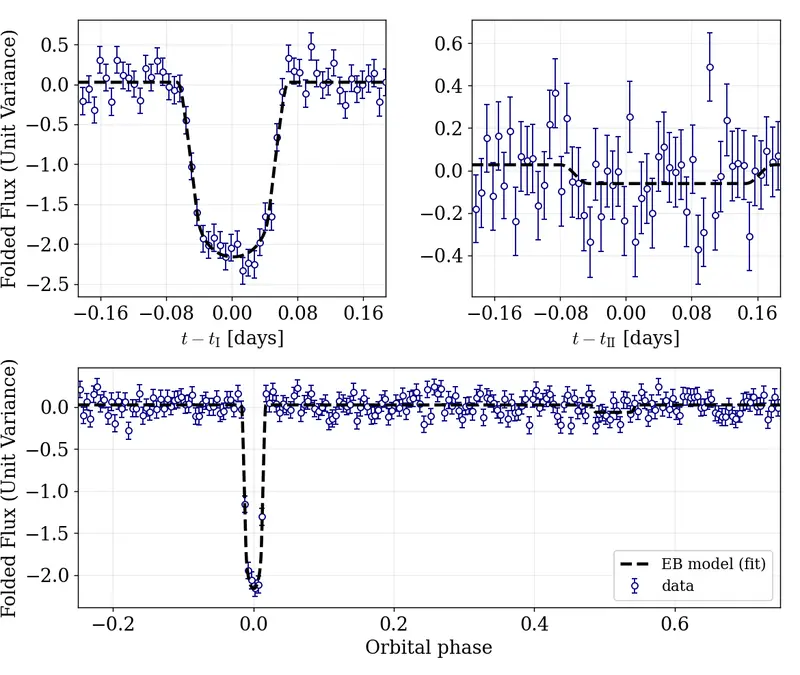 Folded Flux (Unit Variance)
0.5
0.0
−0.5
−1.0
−1.5
−2.0
−2.5
−0.16 −0.08 0.00 0.08 0.16
t − tI [days]
0.6
0.4
0.2
0.0
−0.2
−0.4
−0.16 −0.08 0.00 0.08 0.16
t − tII [days]
Folded Flux (Unit Variance)
0.0
−0.5
−1.0
−1.5
−2.0
EB model (fit)
data
−0.2 0.0 0.2 0.4 0.6
Orbital phase